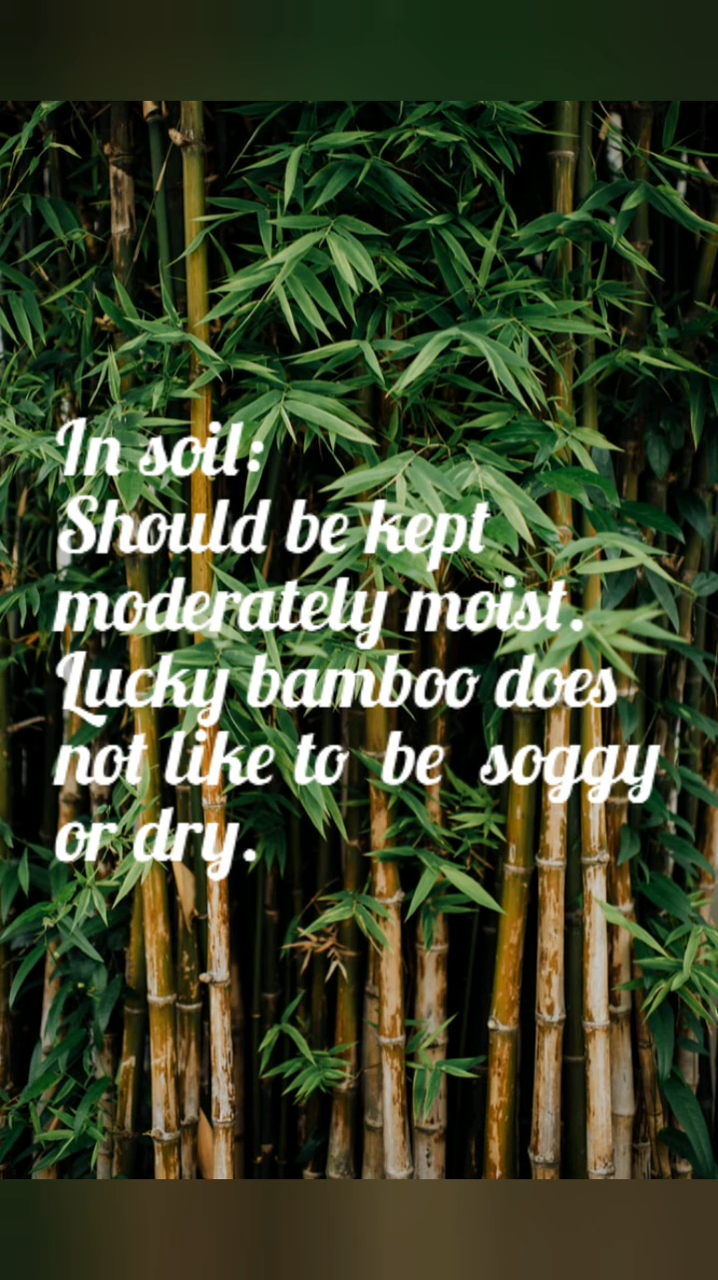 In soil:
Should be kept
moderately moist.
Lucky bamboo does
not like to be soggy
or dry.